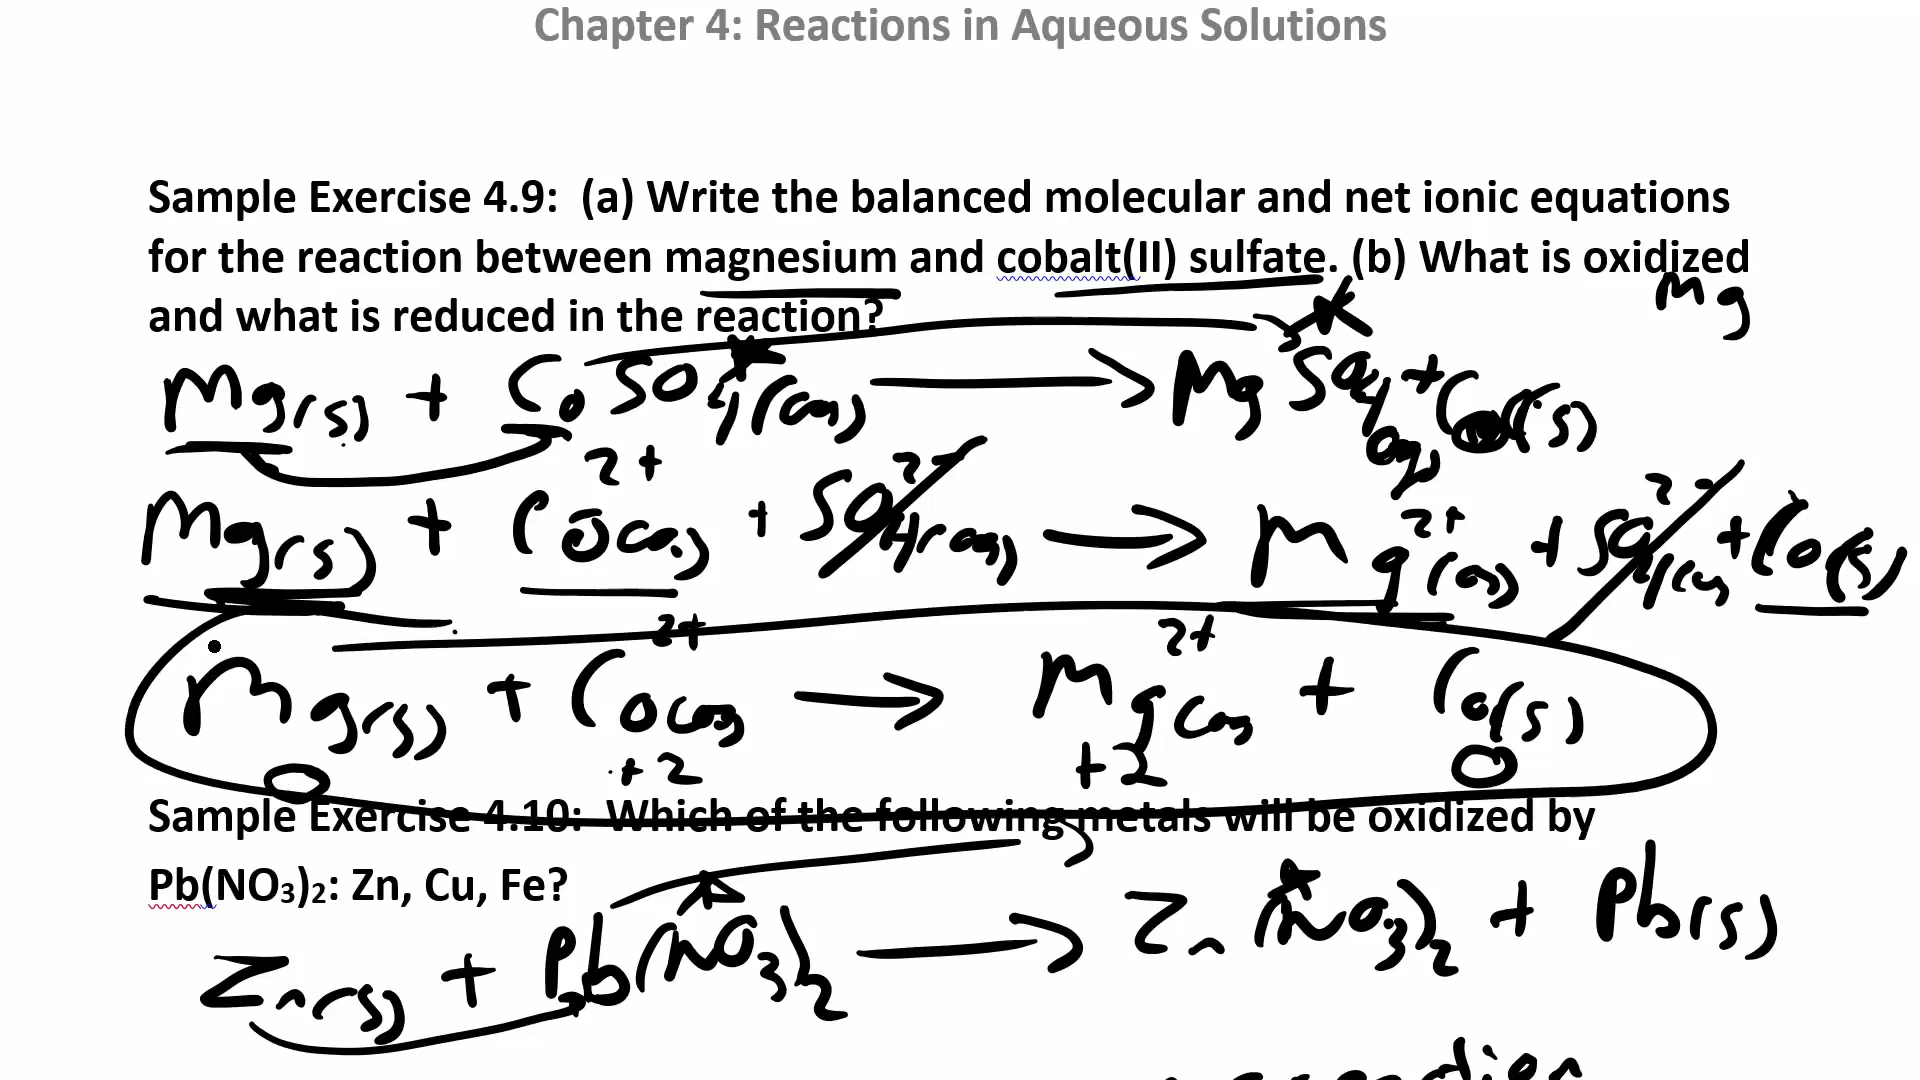 Chapter 4: Reactions in Aqueous Solutions
Sample Exercise 4.9: (a) Write the balanced molecular and net ionic equations
for the reaction between magnesium and cobalt(II) sulfate. (b) What is oxidized
and what is reduced in the reaction?
Mg
Mg(s) + CoSO4(aq) → MgSO4(aq) + Co(s)
Mg(s) + Co2+(aq) + SO42-(aq) → Mg2+(aq) + SO42-(aq) + Co(s)
Mg(s) + Co2+(aq) → Mg2+(aq) + Co(s)
0 +2 +2 0
Sample Exercise 4.10: Which of the following metals will be oxidized by
Pb(NO3)2: Zn, Cu, Fe?
Zn(s) + Pb(NO3)2 → Zn(NO3)2 + Pb(s)